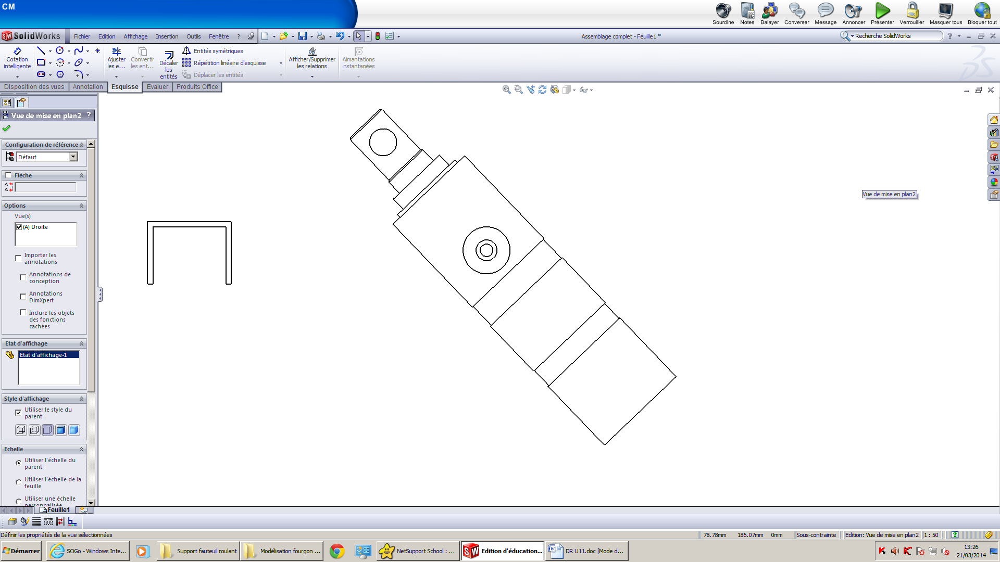 CM
Sourdine Notes Balayer Converser Message Annoncer Présenter Verrouiller Masquer tous Bloquer tout
SolidWorks Fichier Edition Affichage Insertion Outils Fenêtre ? Assemblage complet - Feuille1 * Recherche SolidWorks ?
Cotation intelligente
Ajuster les e...
Convertir les ent...
Décaler les entités
Entités symétriques
Répétition linéaire d'esquisse
Déplacer les entités
Afficher/Supprimer les relations
Aimantations instantanées
Disposition des vues Annotation Esquisse Evaluer Produits Office
Vue de mise en plan2 ?
Configuration de référence
Défaut
Flèche
Options
Vue(s)
(A) Droite
Importer les
annotations
Annotations de
conception
Annotations
DimXpert
Inclure les objets
des fonctions
cachées
Etat d'affichage
Etat d'affichage-1
Style d'affichage
Utiliser le style du
parent
Echelle
Utiliser l'échelle du
parent
Utiliser l'échelle de la
feuille
Utiliser une échelle
personnalisée
Vue de mise en plan2
Feuille1
Définir les propriétés de la vue sélectionnées 78.78mm 186.07mm 0mm Sous-contrainte Edition: Vue de mise en plan2 1 : 50 ?
Démarrer SOGo - Windows Inte... Support fauteuil roulant Modélisation fourgon ... NetSupport School : ... Edition d'éducation... DR U11.doc [Mode d... 13:26
21/03/2014